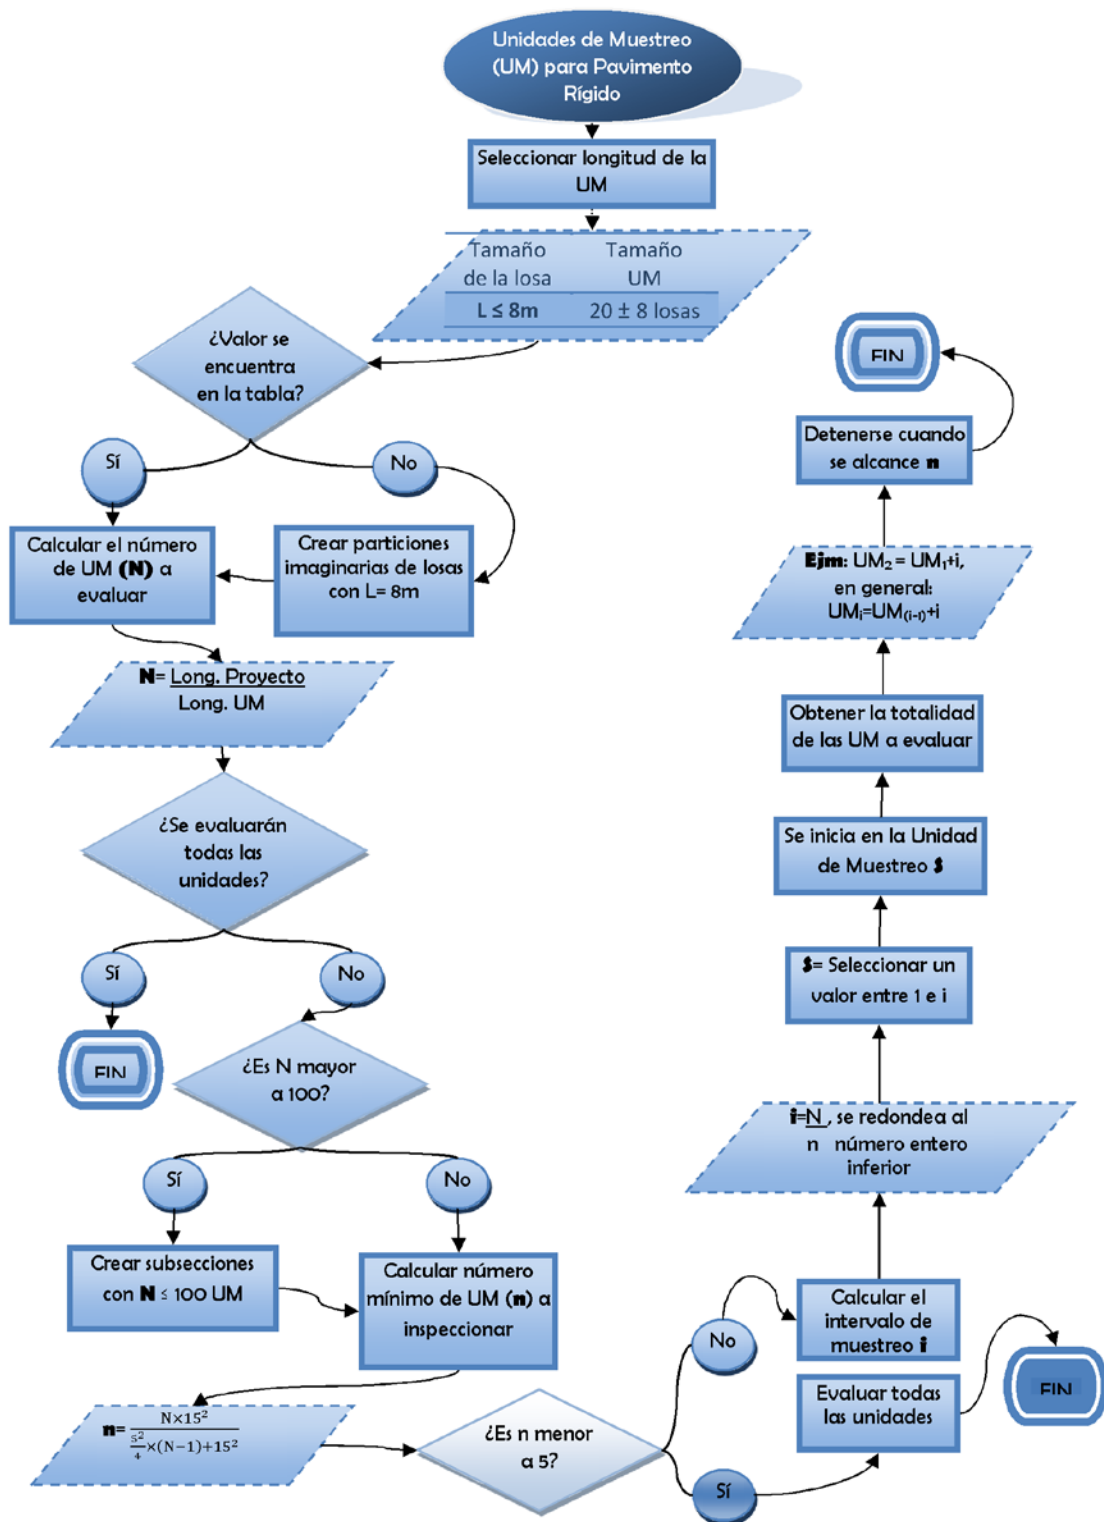 Unidades de Muestreo
(UM) para Pavimento
Rígido
Seleccionar longitud de la
UM
Tamaño
de la losa
Tamaño
UM
L ≤ 8m
20 ± 8 losas
¿Valor se
encuentra
en la tabla?
Sí
No
Calcular el número
de UM (N) a
evaluar
Crear particiones
imaginarias de losas
con L= 8m
N= Long. Proyecto
Long. UM
¿Se evaluarán
todas las
unidades?
Sí
No
FIN
¿Es N mayor
a 100?
Sí
No
Crear subsecciones
con N ≤ 100 UM
Calcular número
mínimo de UM (n) a
inspeccionar
n= N×15²
5²/4 ×(N−1)+15²
¿Es n menor
a 5?
No
Sí
Calcular el
intervalo de
muestreo i
Evaluar todas
las unidades
FIN
i=N , se redondea al
n número entero
inferior
S= Seleccionar un
valor entre 1 e i
Se inicia en la Unidad
de Muestreo S
Obtener la totalidad
de las UM a evaluar
Ejm: UM₂ = UM₁+i,
en general:
UMᵢ=UM₍ᵢ₋ᵢ₎+i
Detenerse cuando
se alcance n
FIN